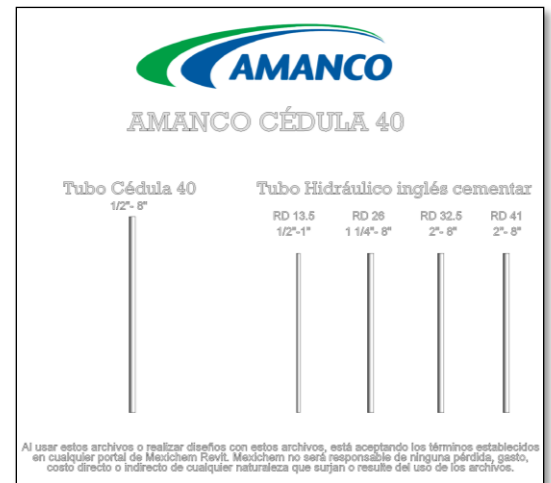 AMANCO
AMANCO CÉDULA 40
Tubo Cédula 40
1/2"- 8"
Tubo Hidráulico inglés cementar
RD 13.5
1/2"-1"
RD 26
1 1/4"- 8"
RD 32.5
2"- 8"
RD 41
2"- 8"
Al usar estos archivos o realizar diseños con estos archivos, está aceptando los términos establecidos
en cualquier portal de Mexichem Revit. Mexichem no será responsable de ninguna pérdida, gasto,
costo directo o indirecto de cualquier naturaleza que surjan o resulte del uso de los archivos.